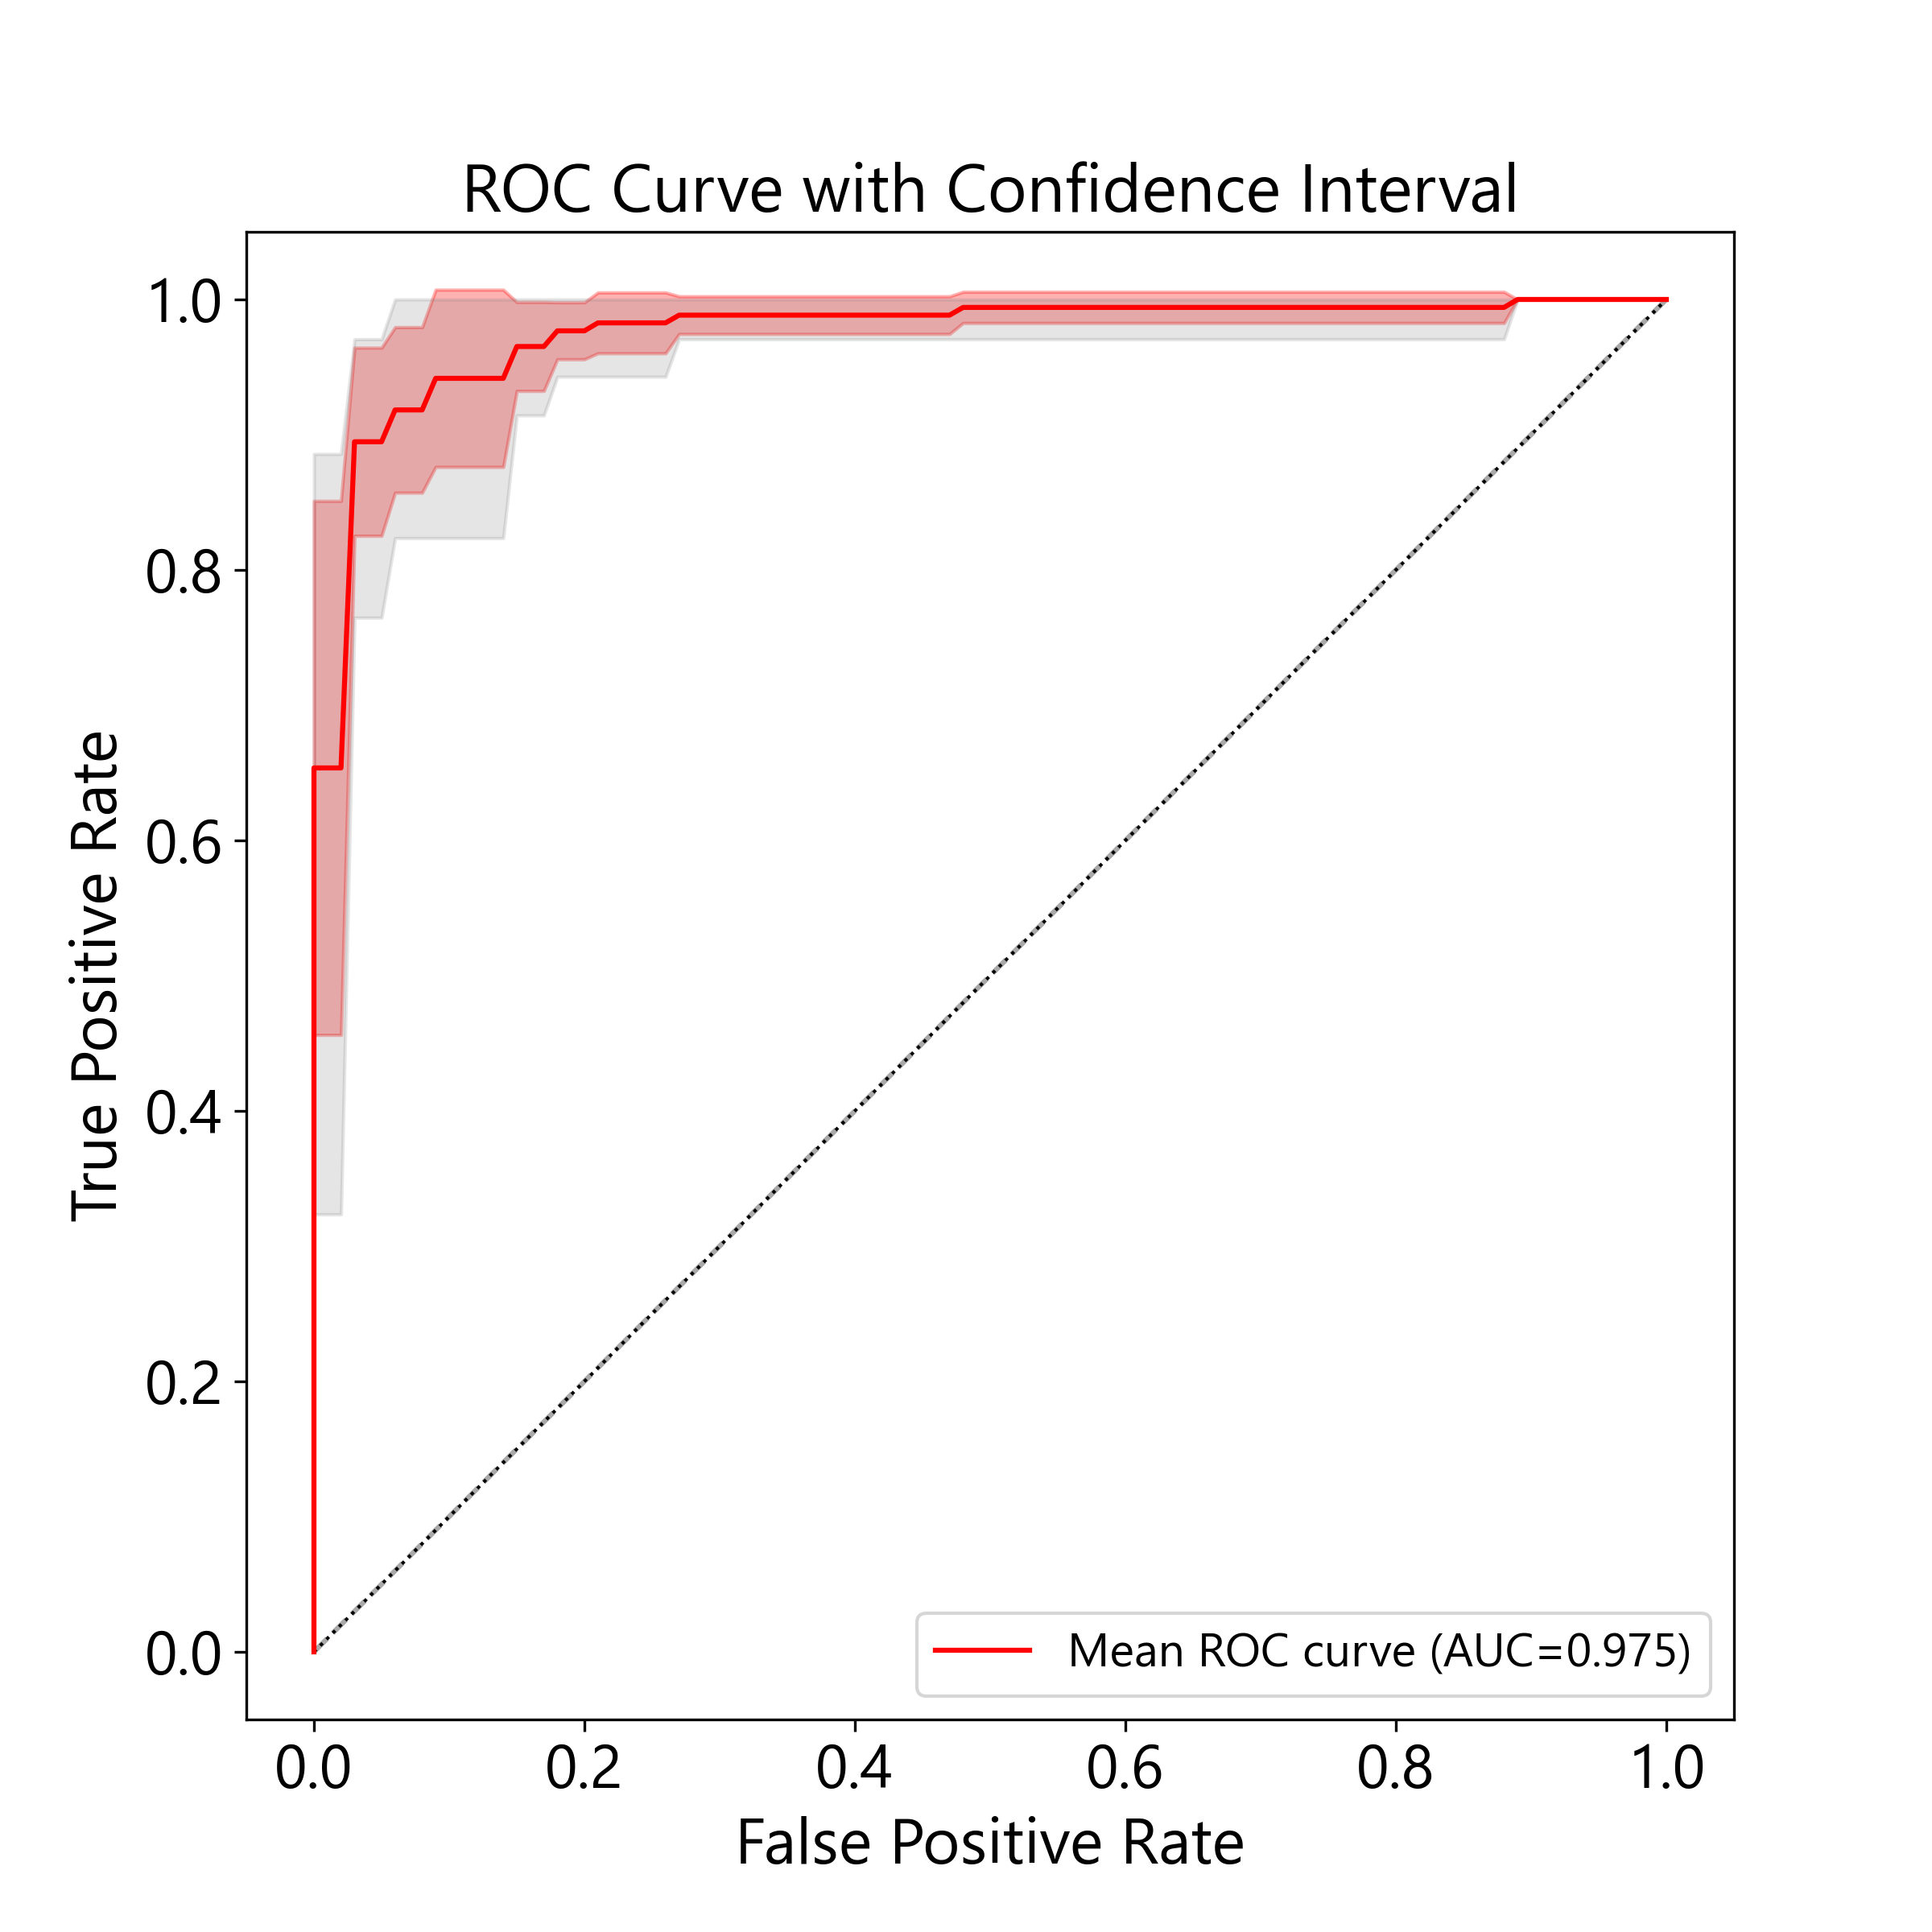 ROC Curve with Confidence Interval
True Positive Rate
1.0
0.8
0.6
0.4
0.2
0.0
Mean ROC curve (AUC=0.975)
0.0 0.2 0.4 0.6 0.8 1.0
False Positive Rate